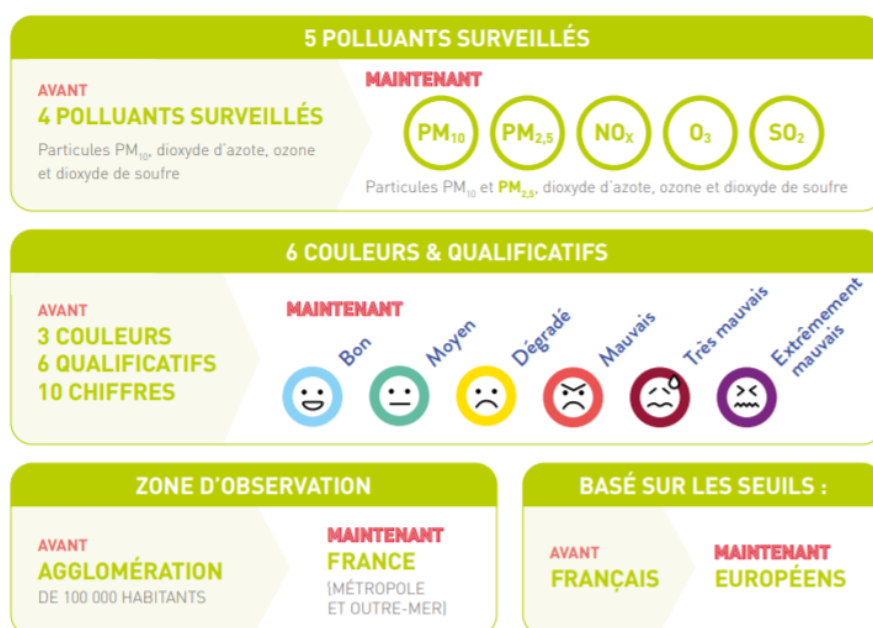 5 POLLUANTS SURVEILLÉS
AVANT
4 POLLUANTS SURVEILLÉS
Particules PM10, dioxyde d'azote, ozone
et dioxyde de soufre
MAINTENANT
PM10 PM2,5 NOX O3 SO2
Particules PM10 et PM2,5, dioxyde d'azote, ozone et dioxyde de soufre
6 COULEURS & QUALIFICATIFS
AVANT
3 COULEURS
6 QUALIFICATIFS
10 CHIFFRES
MAINTENANT
Bon
Moyen
Dégradé
Mauvais
Très mauvais
Extrêmement
mauvais
ZONE D'OBSERVATION
AVANT
AGGLOMÉRATION
DE 100 000 HABITANTS
MAINTENANT
FRANCE
(MÉTROPOLE
ET OUTRE-MER)
BASÉ SUR LES SEUILS :
AVANT
FRANÇAIS
MAINTENANT
EUROPÉENS